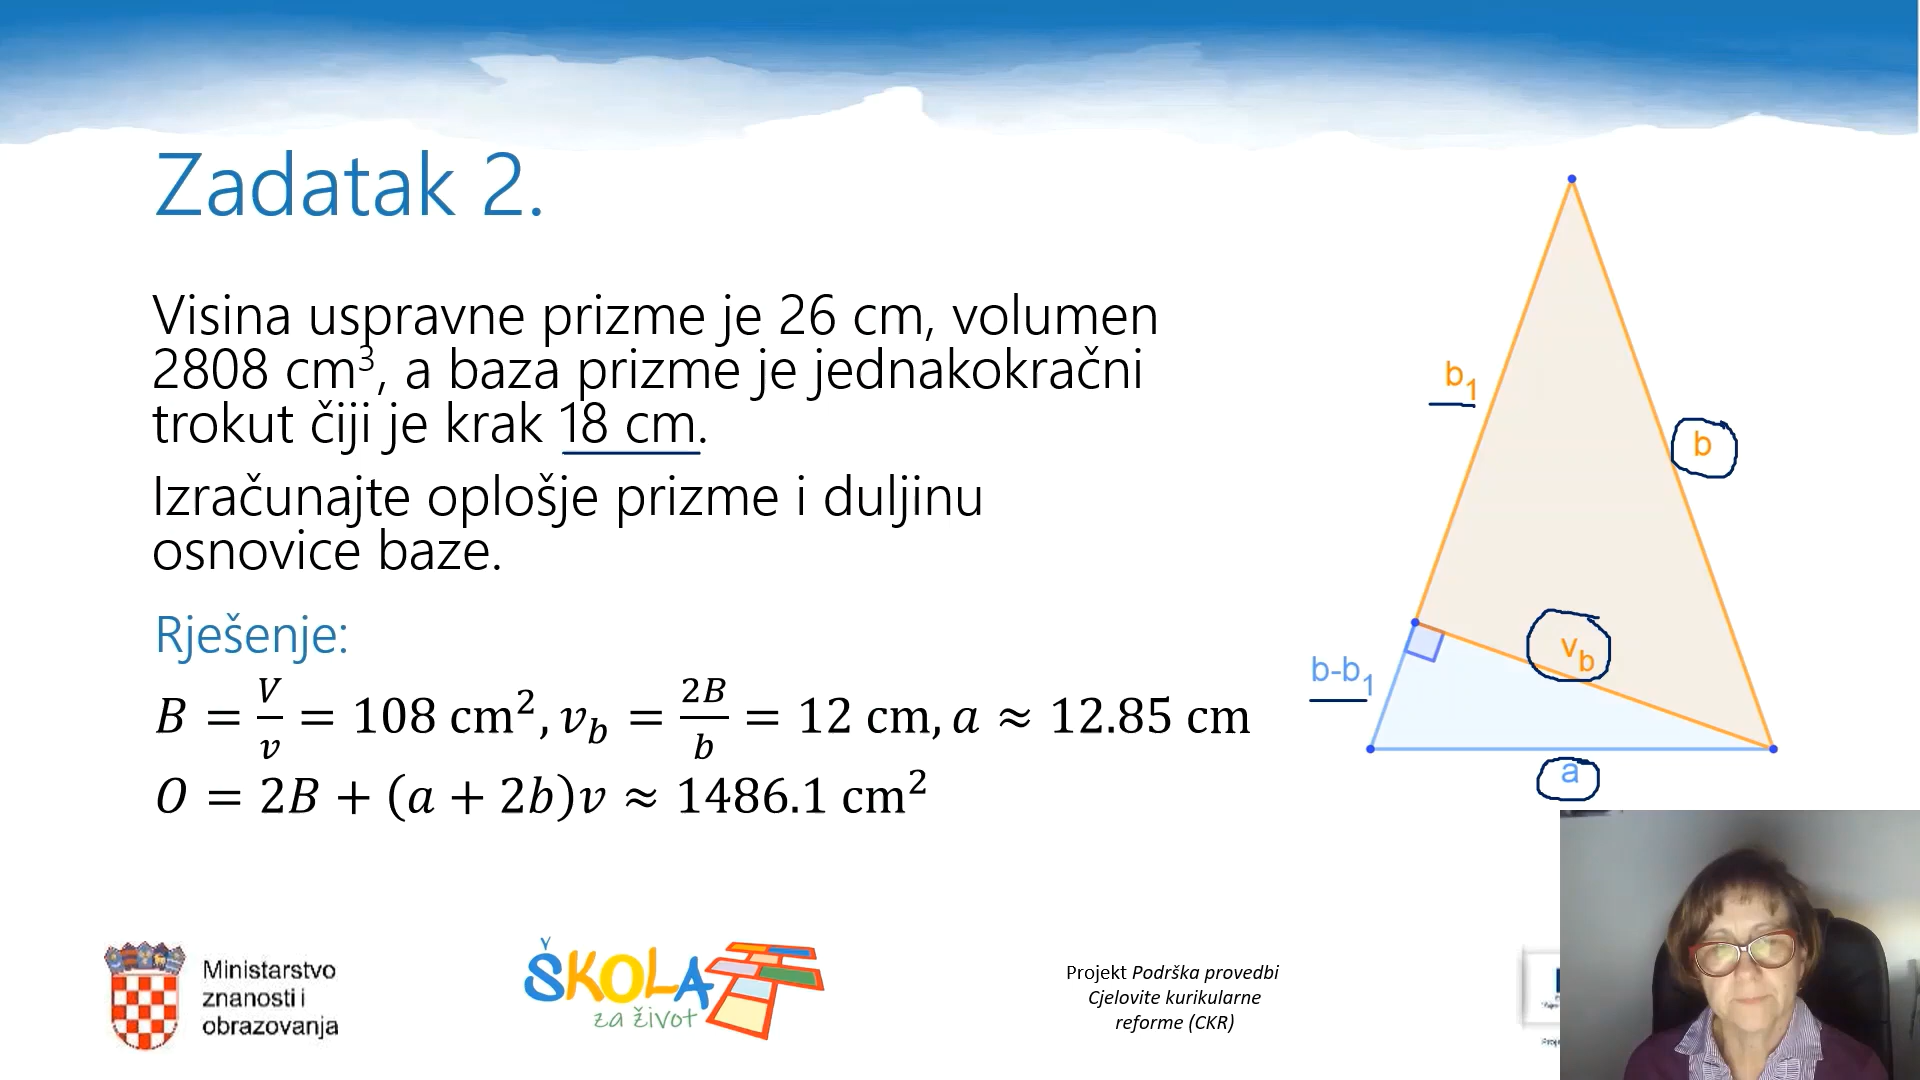 Zadatak 2.
Visina uspravne prizme je 26 cm, volumen
2808 cm³, a baza prizme je jednakokračni
trokut čiji je krak 18 cm.
Izračunajte oplošje prizme i duljinu
osnovice baze.
Rješenje:
B = V/v = 108 cm², v_b = 2B/b = 12 cm, a ≈ 12.85 cm
O = 2B + (a + 2b)v ≈ 1486.1 cm²
b₁
b
v_b
b-b₁
a
Ministarstvo
znanosti i
obrazovanja
ŠKOLA
za život
Projekt Podrška provedbi
Cjelovite kurikularne
reforme (CKR)